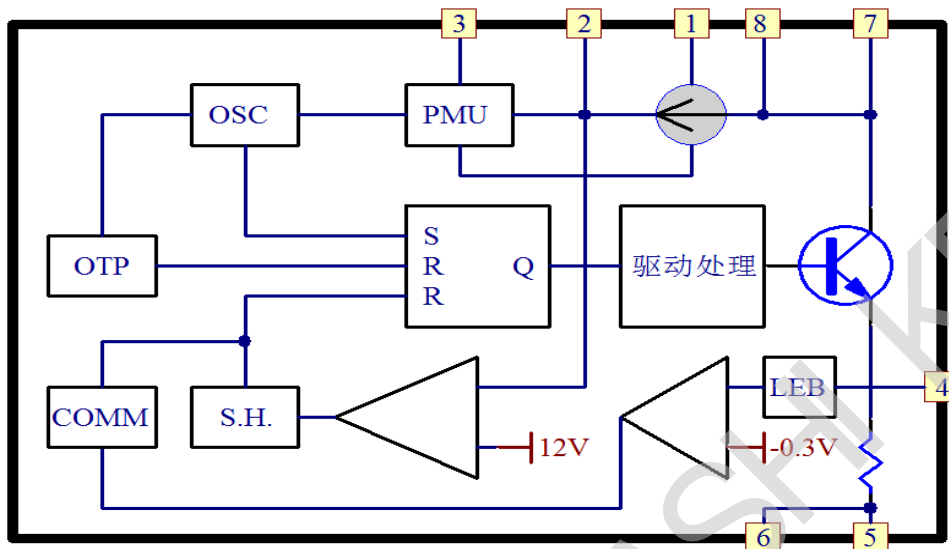 3 2 1 8 7
OSC PMU
S
OTP R Q 驱动处理
R
LEB 4
COMM S.H. 12V -0.3V
6 5